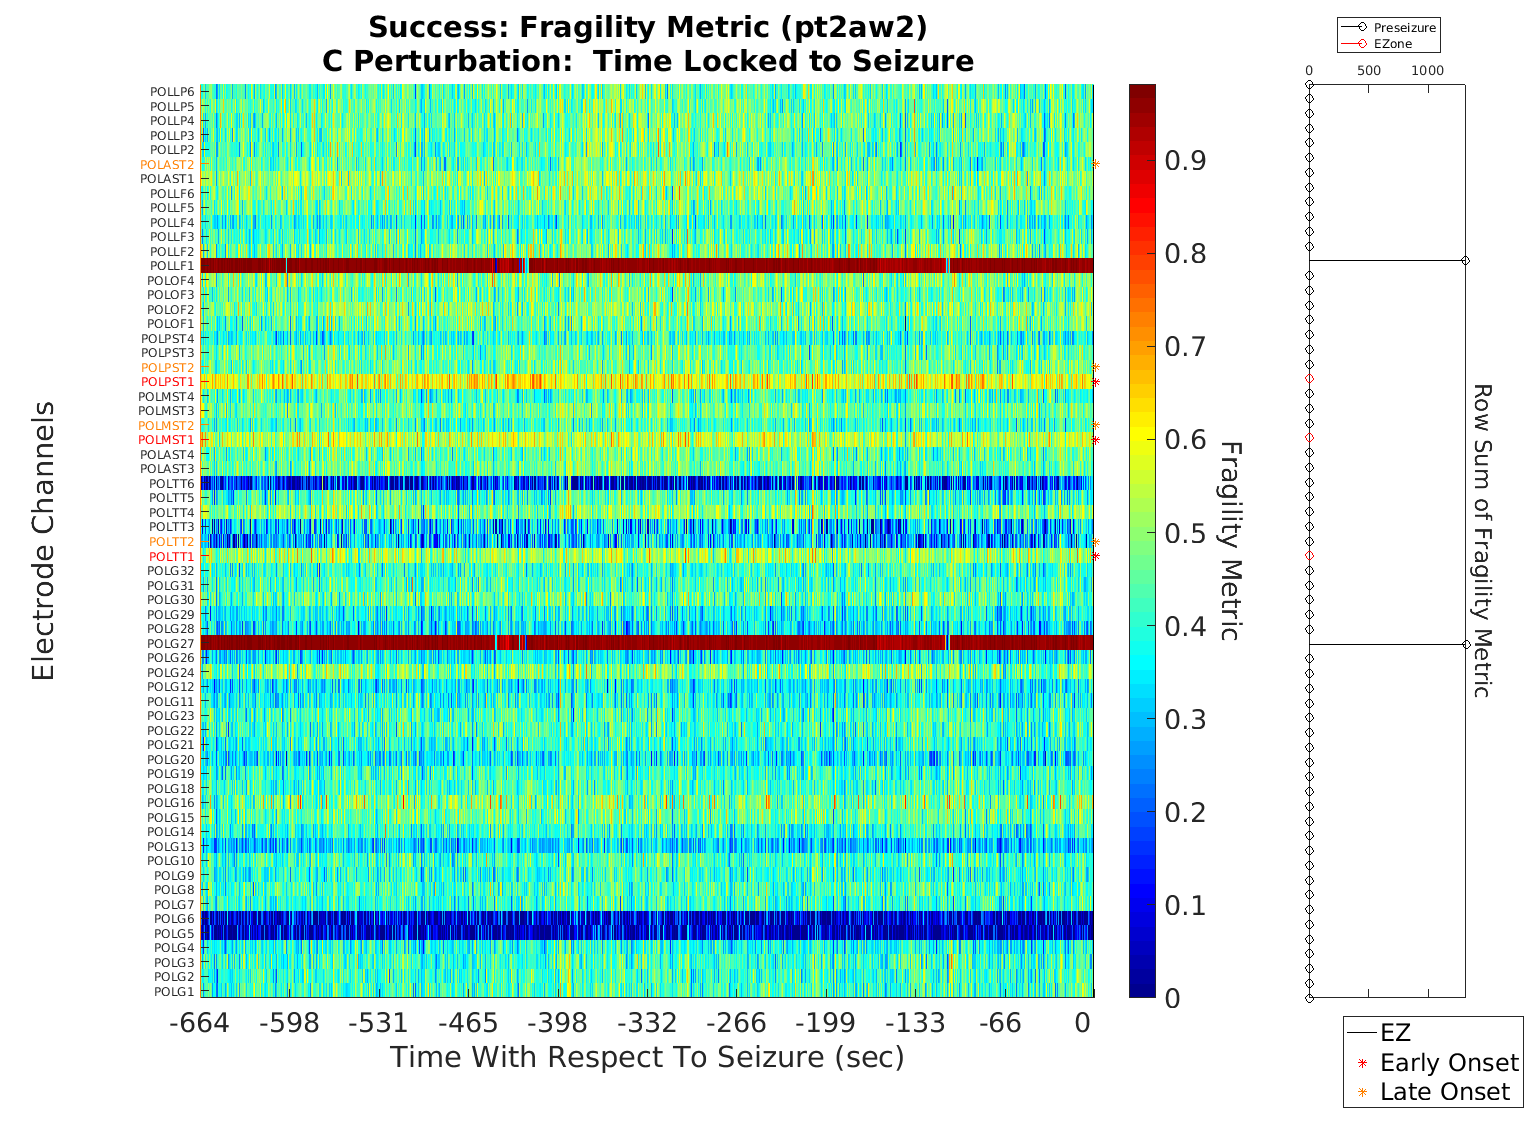 Success: Fragility Metric (pt2aw2)
C Perturbation:  Time Locked to Seizure
Preseizure
EZone
0 500 1000
Electrode Channels
POLLP6
POLLP5
POLLP4
POLLP3
POLLP2
POLAST2
POLAST1
POLLF6
POLLF5
POLLF4
POLLF3
POLLF2
POLLF1
POLOF4
POLOF3
POLOF2
POLOF1
POLPST4
POLPST3
POLPST2
POLPST1
POLMST4
POLMST3
POLMST2
POLMST1
POLAST4
POLAST3
POLTT6
POLTT5
POLTT4
POLTT3
POLTT2
POLTT1
POLG32
POLG31
POLG30
POLG29
POLG28
POLG27
POLG26
POLG24
POLG12
POLG11
POLG23
POLG22
POLG21
POLG20
POLG19
POLG18
POLG16
POLG15
POLG14
POLG13
POLG10
POLG9
POLG8
POLG7
POLG6
POLG5
POLG4
POLG3
POLG2
POLG1
-664 -598 -531 -465 -398 -332 -266 -199 -133 -66 0
Time With Respect To Seizure (sec)
0.9
0.8
0.7
0.6
0.5
0.4
0.3
0.2
0.1
0
Fragility Metric
Row Sum of Fragility Metric
EZ
Early Onset
Late Onset